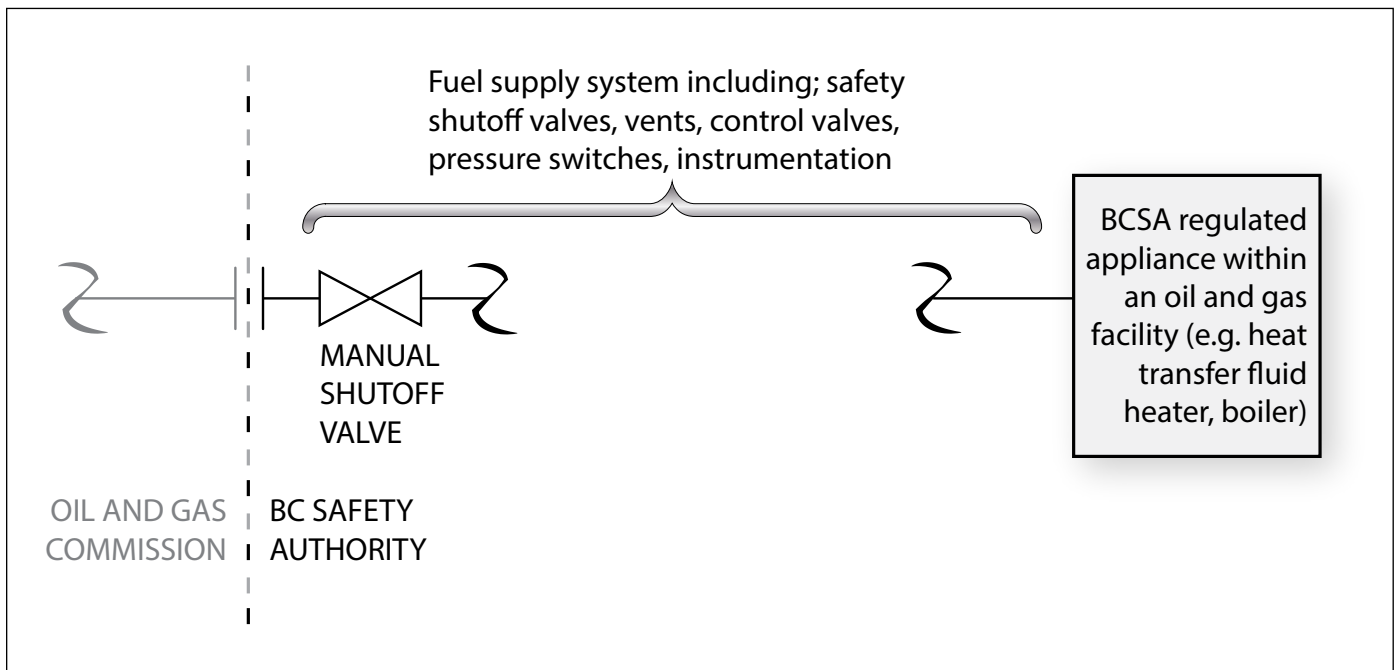 Fuel supply system including; safety
shutoff valves, vents, control valves,
pressure switches, instrumentation
BCSA regulated
appliance within
an oil and gas
facility (e.g. heat
transfer fluid
heater, boiler)
MANUAL
SHUTOFF
VALVE
OIL AND GAS
COMMISSION
BC SAFETY
AUTHORITY